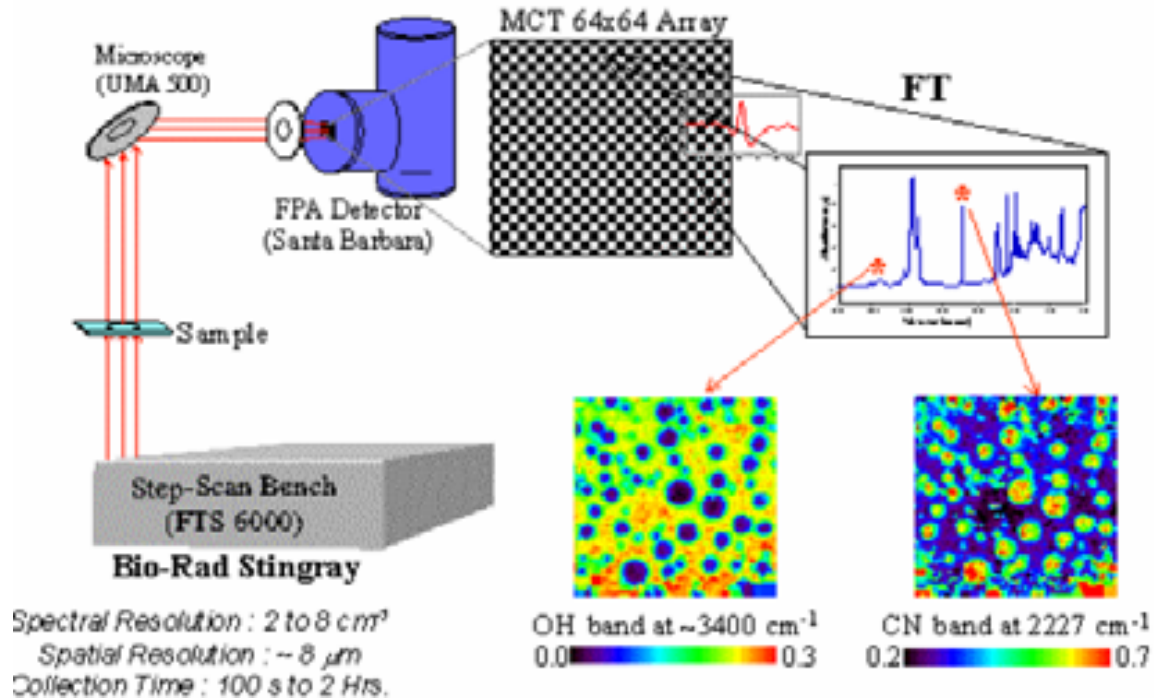 MCT 64x64 Array
Microscope
(UMA 500)
FT
FPA Detector
(Santa Barbara)
Sample
Step-Scan Bench
(FTS 6000)
Bio-Rad Stingray
Spectral Resolution : 2 to 8 cm⁻¹
Spatial Resolution : ~ 8 μm
Collection Time : 100 s to 2 Hrs.
OH band at ~3400 cm⁻¹
0.0 0.3
CN band at 2227 cm⁻¹
0.2 0.7